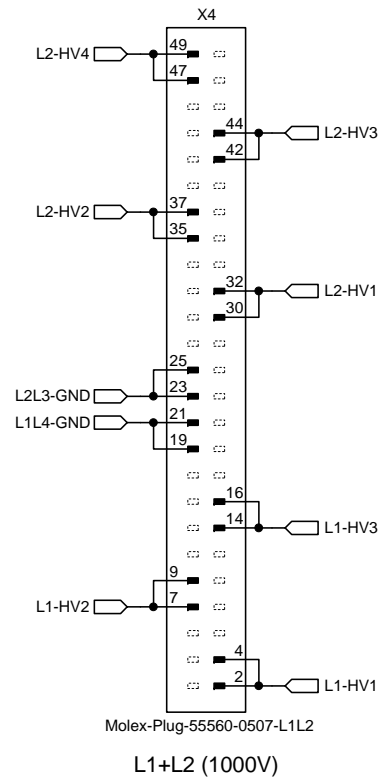 X4
L2-HV4 49
47
44 L2-HV3
42
L2-HV2 37
35
32 L2-HV1
30
25
L2L3-GND 23
L1L4-GND 21
19
16
14 L1-HV3
9
L1-HV2 7
4
2 L1-HV1
Molex-Plug-55560-0507-L1L2
L1+L2 (1000V)